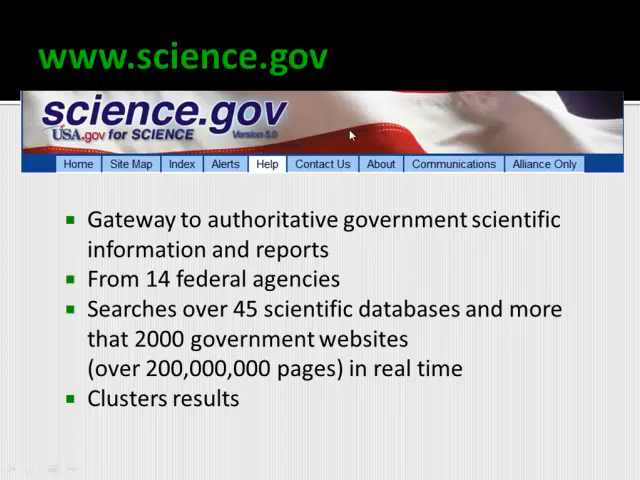 www.science.gov
science.gov
USA.gov for SCIENCE Version 5.0
Home Site Map Index Alerts Help Contact Us About Communications Alliance Only
Gateway to authoritative government scientific
information and reports
From 14 federal agencies
Searches over 45 scientific databases and more
that 2000 government websites
(over 200,000,000 pages) in real time
Clusters results